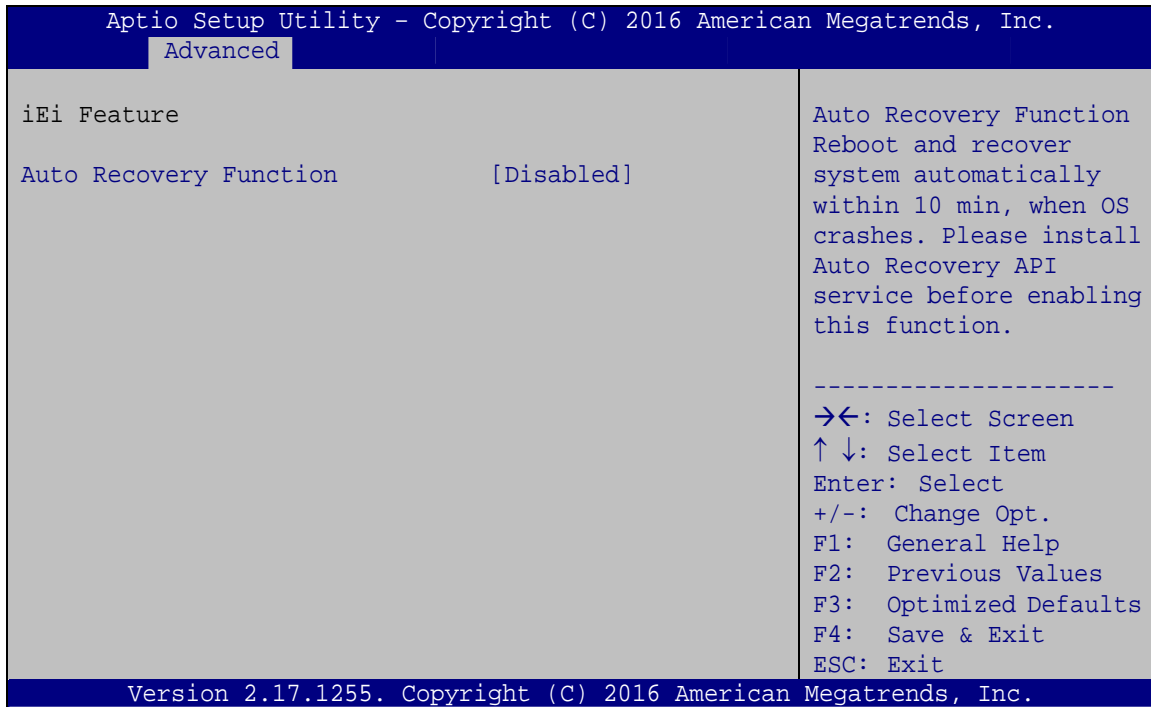 Aptio Setup Utility – Copyright (C) 2016 American Megatrends, Inc.
Advanced
iEi Feature
Auto Recovery Function [Disabled]
Auto Recovery Function
Reboot and recover
system automatically
within 10 min, when OS
crashes. Please install
Auto Recovery API
service before enabling
this function.
---------------------
→←: Select Screen
↑ ↓: Select Item
Enter: Select
+/-: Change Opt.
F1: General Help
F2: Previous Values
F3: Optimized Defaults
F4: Save & Exit
ESC: Exit
Version 2.17.1255. Copyright (C) 2016 American Megatrends, Inc.